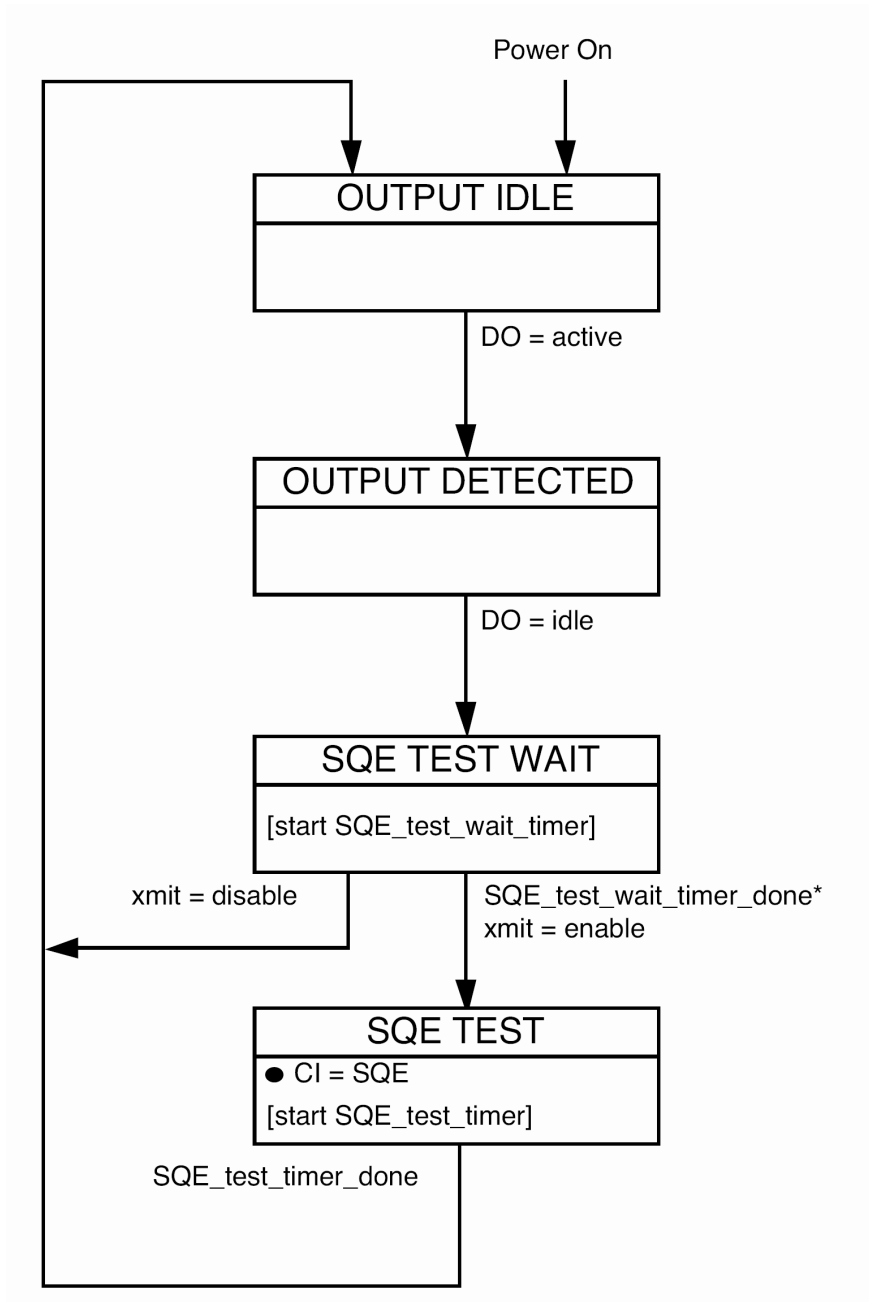 Power On
OUTPUT IDLE
DO = active
OUTPUT DETECTED
DO = idle
SQE TEST WAIT
[start SQE_test_wait_timer]
xmit = disable
SQE_test_wait_timer_done*
xmit = enable
SQE TEST
● CI = SQE
[start SQE_test_timer]
SQE_test_timer_done